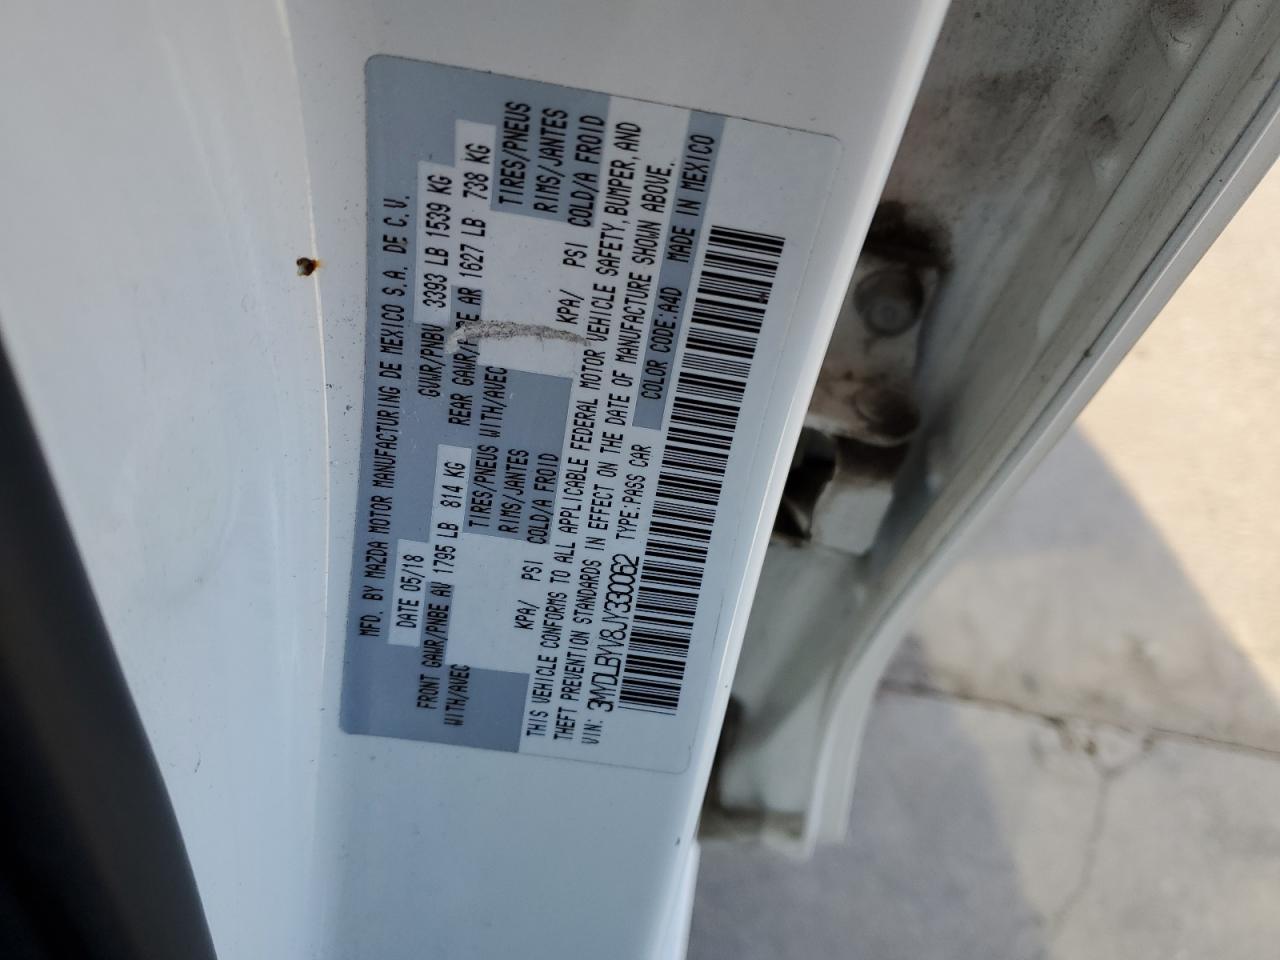 MFD. BY MAZDA MOTOR MANUFACTURING DE MEXICO S.A. DE C.V.
DATE 05/18 GVWR/PNBV 3393 LB 1539 KG
FRONT GAWR/PNBE AV 1795 LB 814 KG REAR GAWR/ AR 1627 LB 738 KG
WITH/AVEC TIRES/PNEUS WITH/AVEC TIRES/PNEUS
RIMS/JANTES RIMS/JANTES
KPA/ PSI COLD/A FROID KPA/ PSI COLD/A FROID
THIS VEHICLE CONFORMS TO ALL APPLICABLE FEDERAL MOTOR VEHICLE SAFETY, BUMPER, AND
THEFT PREVENTION STANDARDS IN EFFECT ON THE DATE OF MANUFACTURE SHOWN ABOVE.
VIN: 3MYDLBYV8JY330062 TYPE:PASS CAR COLOR CODE:A4D MADE IN MEXICO